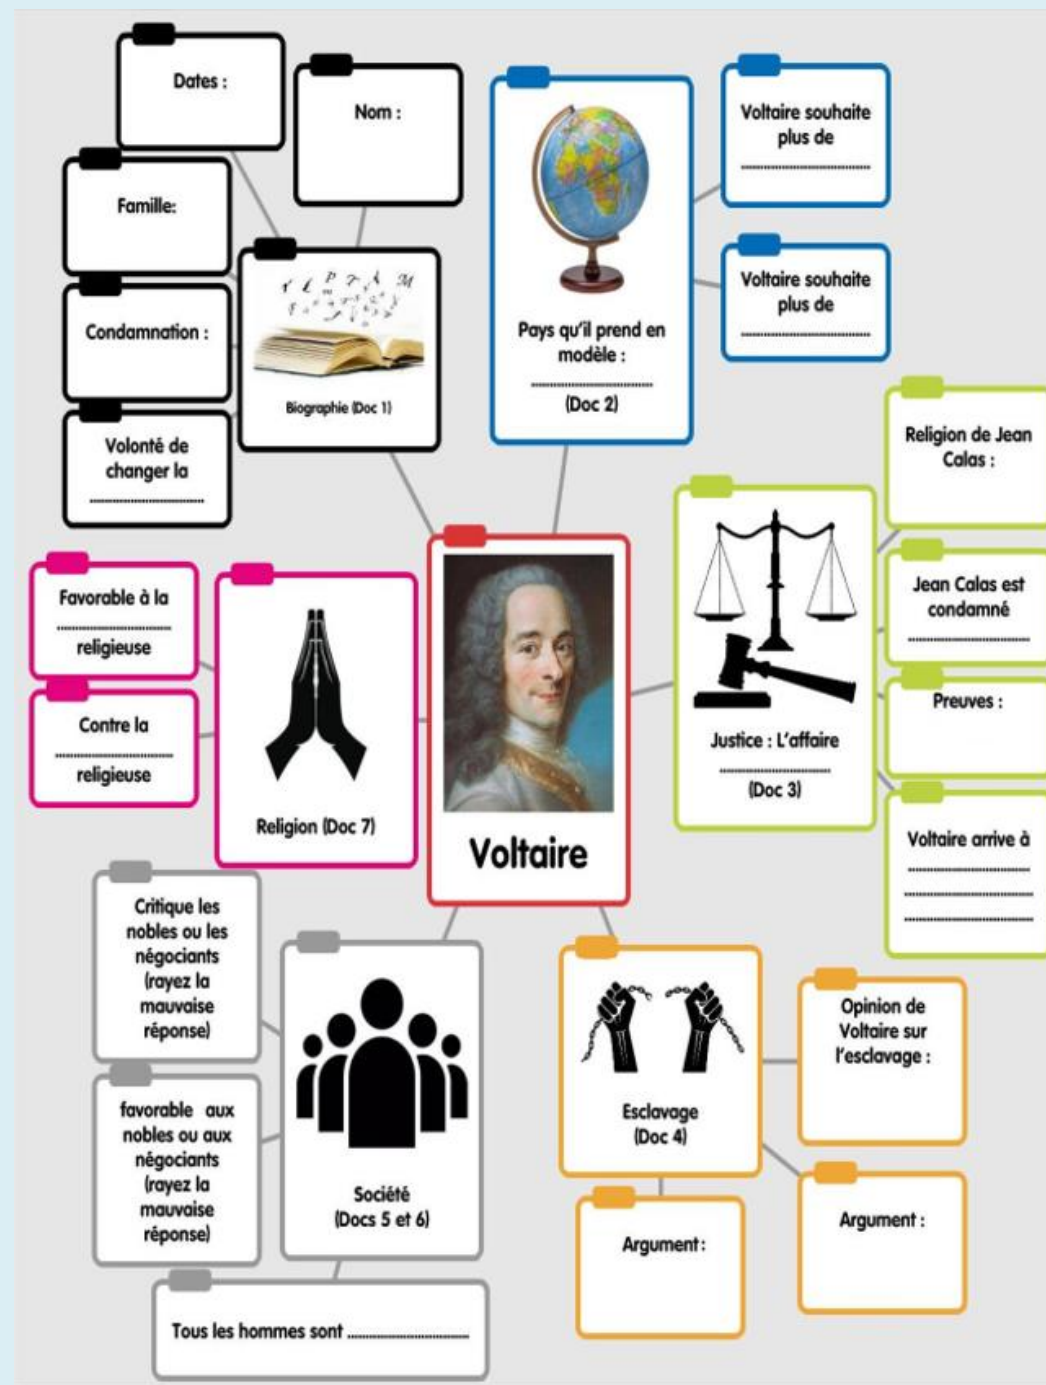 Dates :
Nom :
Famille:
Condamnation :
Volonté de
changer la
..................................
Biographie (Doc 1)
Pays qu'il prend en
modèle :
..................................
(Doc 2)
Voltaire souhaite
plus de
..................................
Voltaire souhaite
plus de
..................................
Religion de Jean
Calas :
Jean Calas est
condamné
..................................
Preuves :
Justice : L'affaire
..................................
(Doc 3)
Voltaire arrive à
..................................
..................................
..................................
Favorable à la
..................................
religieuse
Contre la
..................................
religieuse
Religion (Doc 7)
Voltaire
Critique les
nobles ou les
négociants
(rayez la
mauvaise
réponse)
favorable aux
nobles ou aux
négociants
(rayez la
mauvaise
réponse)
Société
(Docs 5 et 6)
Tous les hommes sont ..................................
Esclavage
(Doc 4)
Opinion de
Voltaire sur
l'esclavage :
Argument :
Argument :